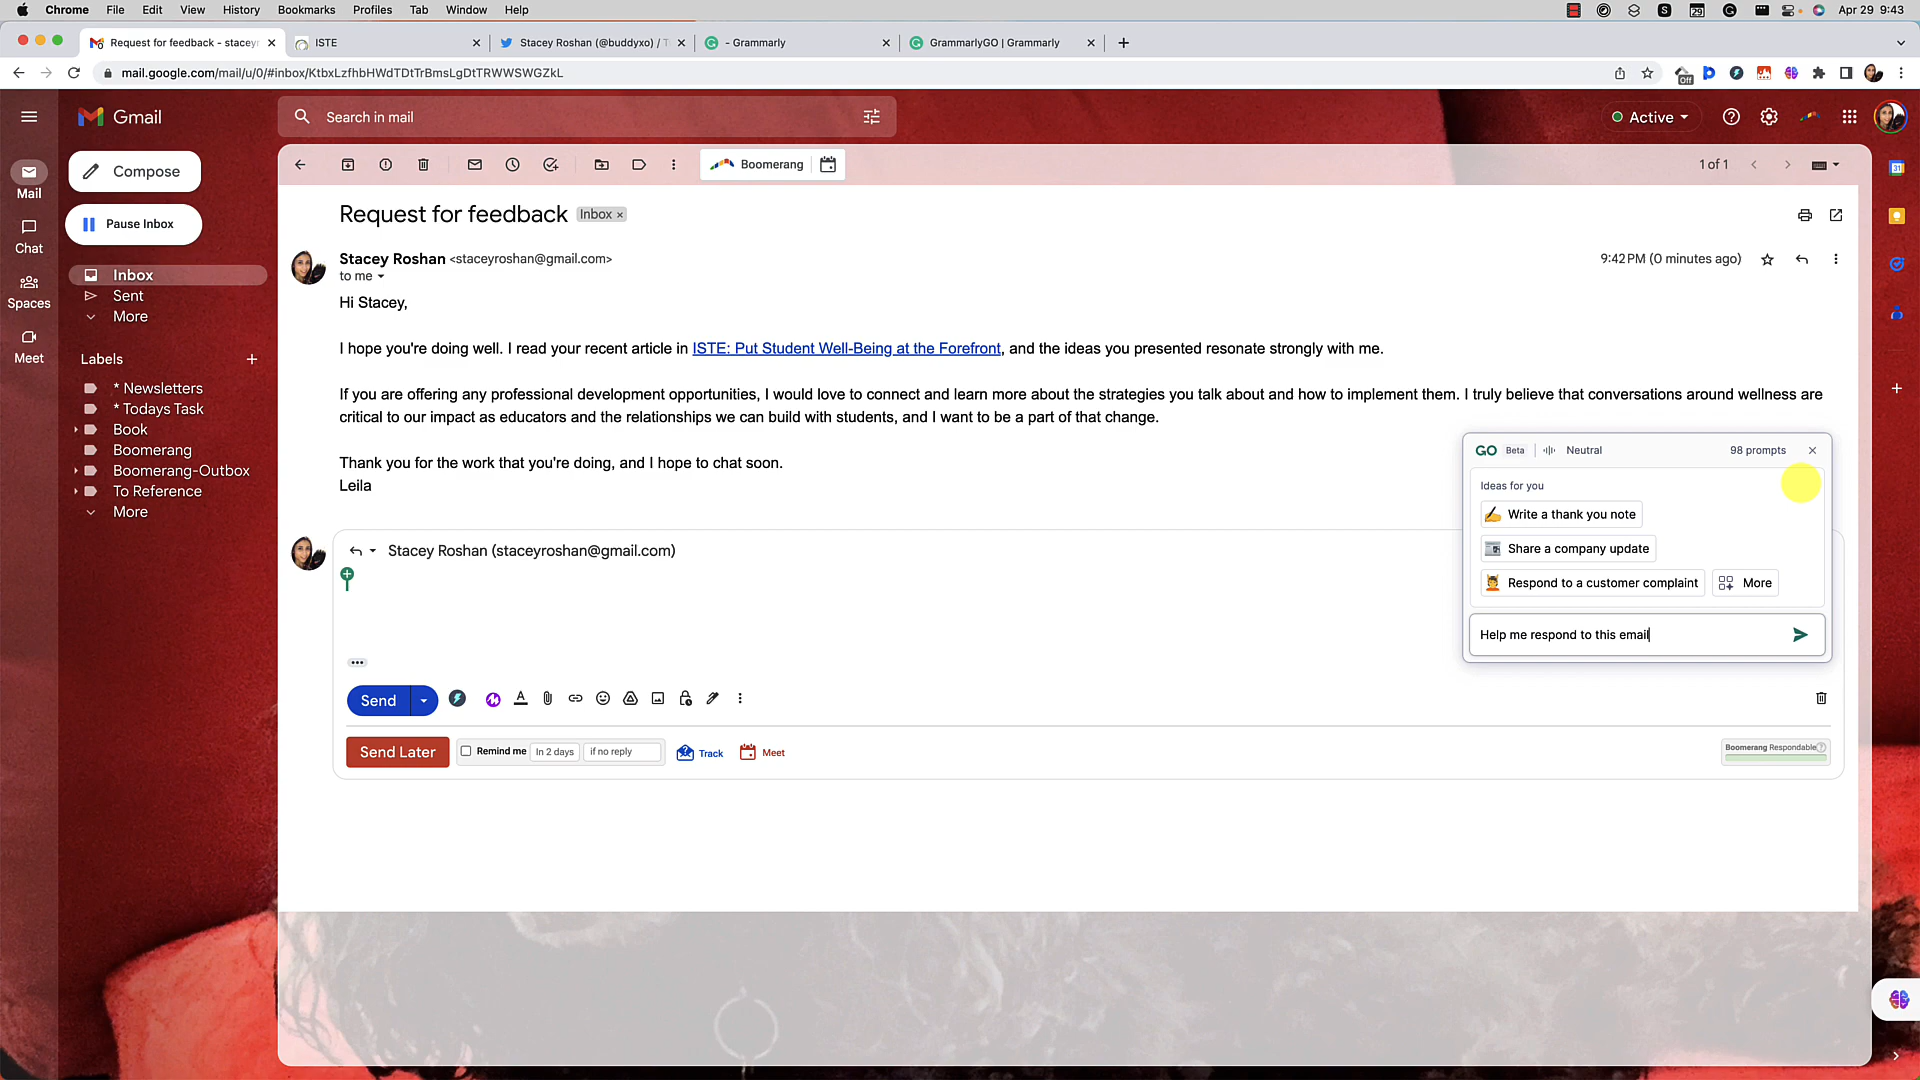 Chrome File Edit View History Bookmarks Profiles Tab Window Help
29
Apr 29 9:43
Request for feedback - stacey
ISTE
Stacey Roshan (@buddyxo) / T
- Grammarly
GrammarlyGO | Grammarly
mail.google.com/mail/u/0/#inbox/KtbxLzfhbHWdTDtTrBmsLgDtTRWWSWGZkL
Off
Gmail
Search in mail
Active
Compose
Boomerang
1 of 1
31
Mail
Pause Inbox
Request for feedback
Inbox ×
Chat
Stacey Roshan <staceyroshan@gmail.com>
9:42 PM (0 minutes ago)
to me
Inbox
Sent
Spaces
More
Hi Stacey,
Meet
Labels
I hope you're doing well. I read your recent article in ISTE: Put Student Well-Being at the Forefront, and the ideas you presented resonate strongly with me.
* Newsletters
* Todays Task
Book
Boomerang
Boomerang-Outbox
To Reference
More
If you are offering any professional development opportunities, I would love to connect and learn more about the strategies you talk about and how to implement them. I truly believe that conversations around wellness are
critical to our impact as educators and the relationships we can build with students, and I want to be a part of that change.
Thank you for the work that you're doing, and I hope to chat soon.
Leila
GO Beta Neutral 98 prompts
Ideas for you
Write a thank you note
Share a company update
Respond to a customer complaint
More
Help me respond to this email
Stacey Roshan (staceyroshan@gmail.com)
Send
Send Later
Remind me
In 2 days
if no reply
Track
Meet
Boomerang Respondable